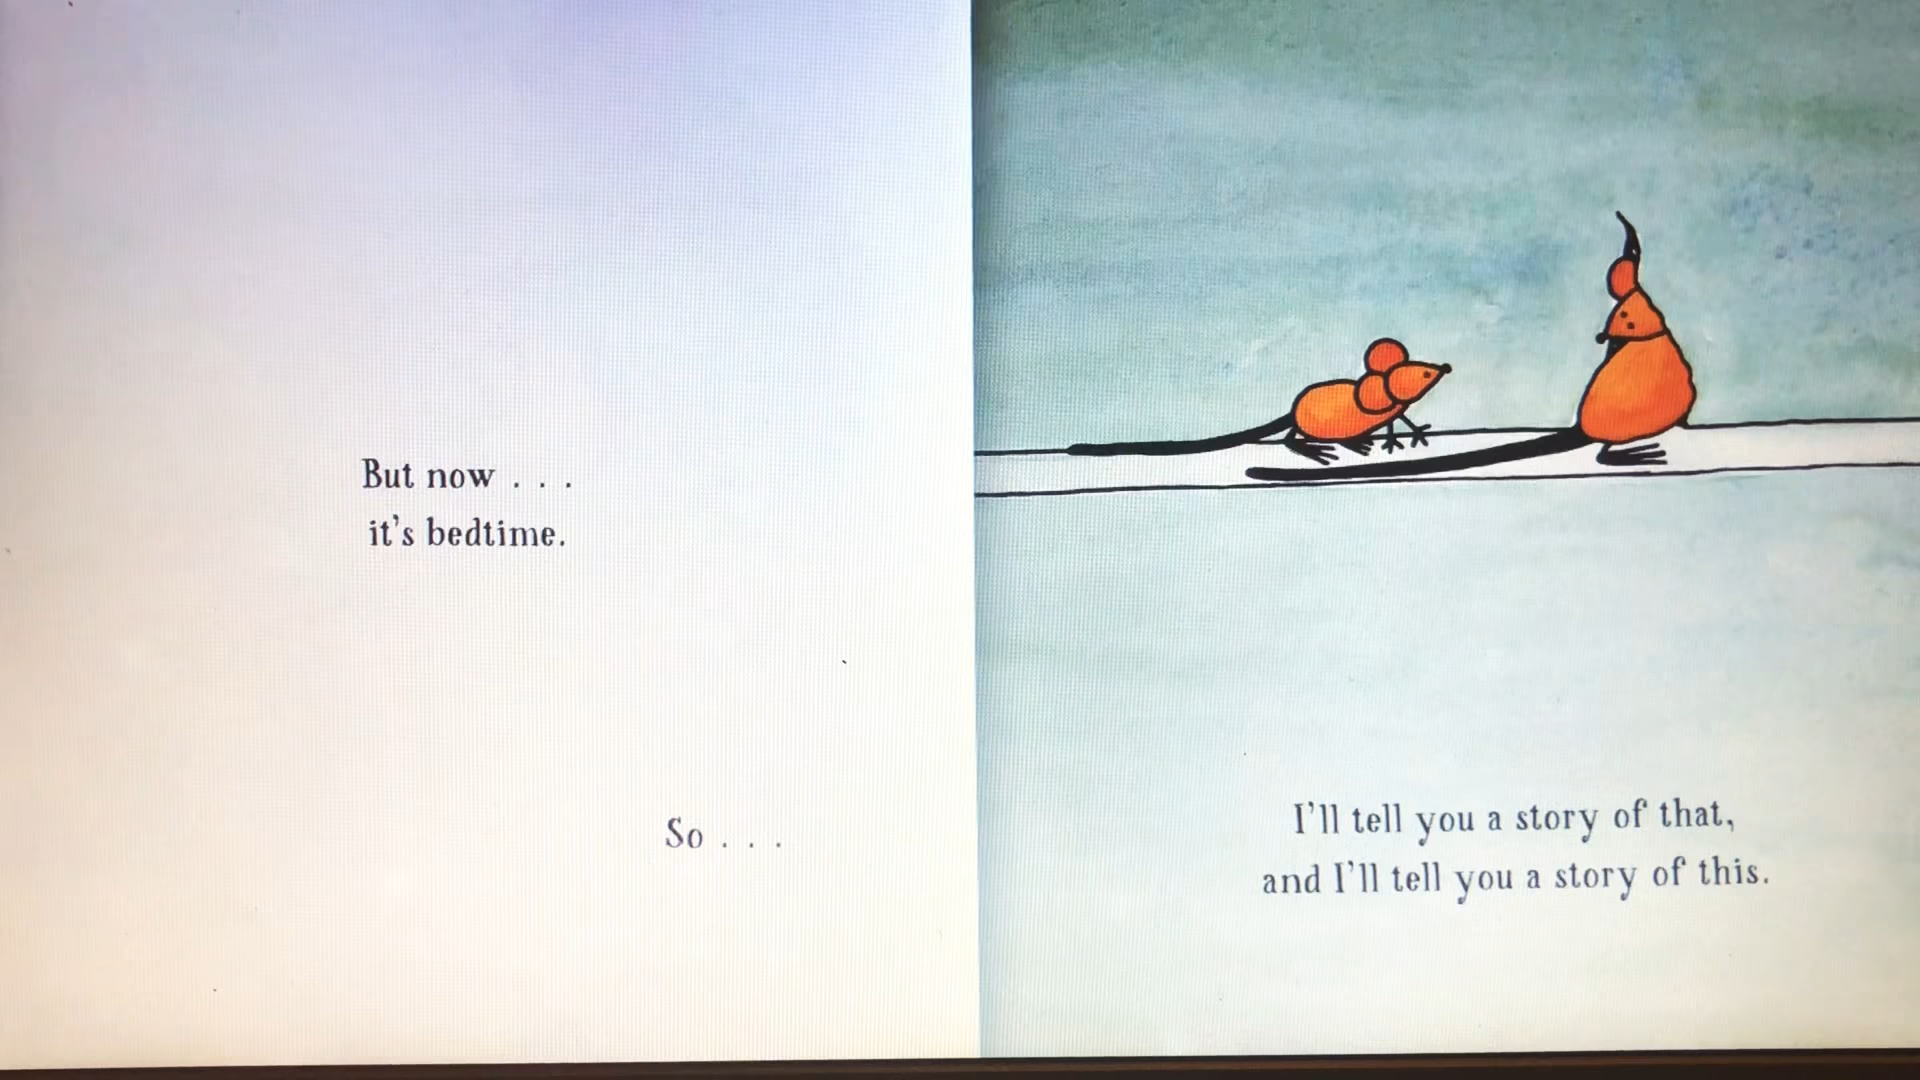 But now . . .
it's bedtime.
So . . .
I'll tell you a story of that,
and I'll tell you a story of this.